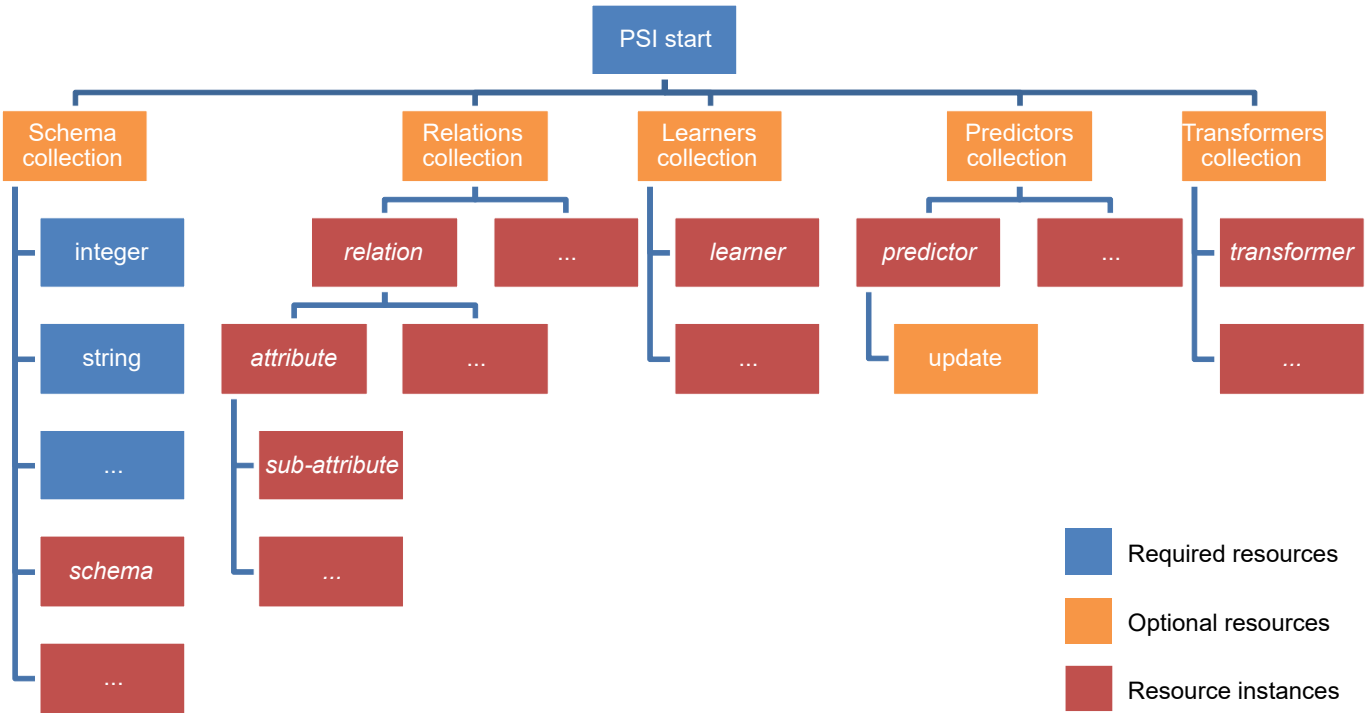 PSI start
Schema
collection
Relations
collection
Learners
collection
Predictors
collection
Transformers
collection
integer
relation
...
learner
predictor
...
transformer
string
attribute
...
...
update
...
...
sub-attribute
schema
...
...
Required resources
Optional resources
Resource instances